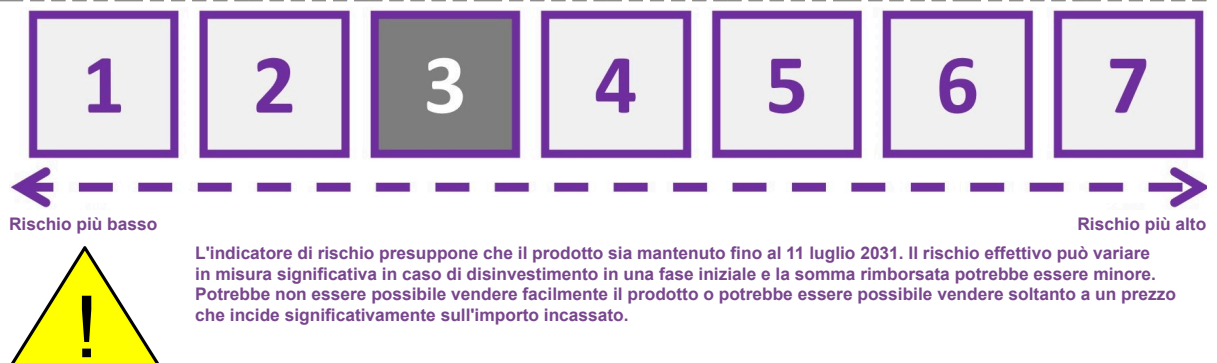 1 2 3 4 5 6 7
Rischio più basso Rischio più alto
L'indicatore di rischio presuppone che il prodotto sia mantenuto fino al 11 luglio 2031. Il rischio effettivo può variare
in misura significativa in caso di disinvestimento in una fase iniziale e la somma rimborsata potrebbe essere minore.
Potrebbe non essere possibile vendere facilmente il prodotto o potrebbe essere possibile vendere soltanto a un prezzo
che incide significativamente sull'importo incassato.
!